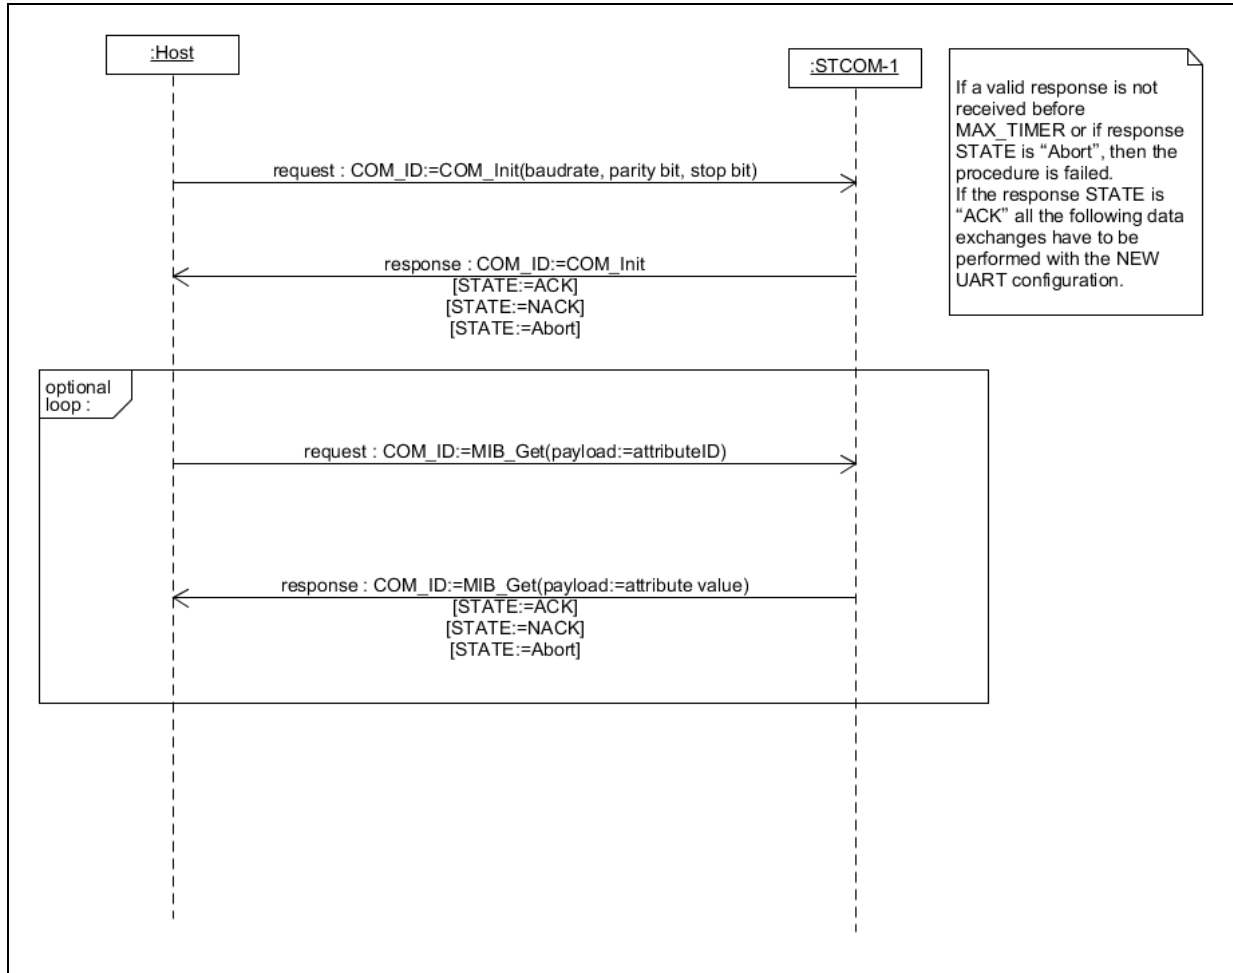 :Host
:STCOM-1
If a valid response is not
received before
MAX_TIMER or if response
STATE is “Abort”, then the
procedure is failed.
If the response STATE is
“ACK” all the following data
exchanges have to be
performed with the NEW
UART configuration.
request : COM_ID:=COM_Init(baudrate, parity bit, stop bit)
response : COM_ID:=COM_Init
[STATE:=ACK]
[STATE:=NACK]
[STATE:=Abort]
optional
loop :
request : COM_ID:=MIB_Get(payload:=attributeID)
response : COM_ID:=MIB_Get(payload:=attribute value)
[STATE:=ACK]
[STATE:=NACK]
[STATE:=Abort]